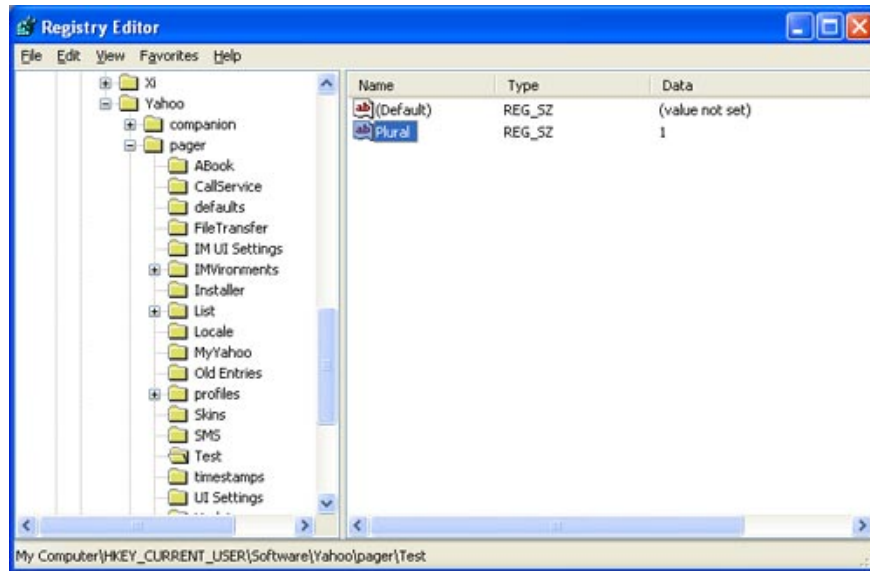 Registry Editor
File Edit View Favorites Help
Xi
Yahoo
companion
pager
ABook
CallService
defaults
FileTransfer
IM UI Settings
IMVironments
Installer
List
Locale
MyYahoo
Old Entries
profiles
Skins
SMS
Test
timestamps
UI Settings
Name Type Data
ab (Default) REG_SZ (value not set)
ab Plural REG_SZ 1
My Computer\HKEY_CURRENT_USER\Software\Yahoo\pager\Test